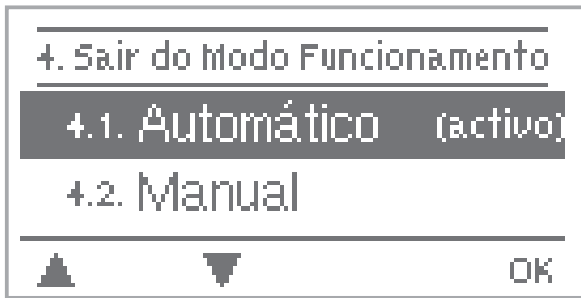 4. Sair do Modo Funcionamento
4.1. Automático (activo)
4.2. Manual
OK